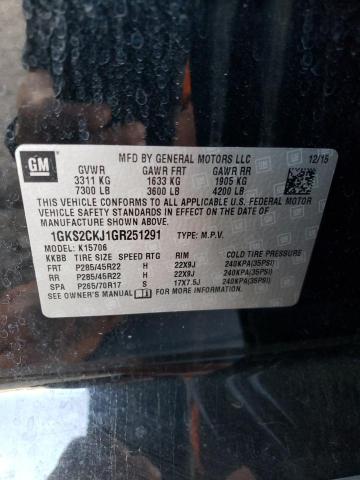 GM
MFD BY GENERAL MOTORS LLC 12/15
GVWR GAWR FRT GAWR RR
3311 KG 1633 KG 1905 KG
7300 LB 3600 LB 4200 LB
THIS VEHICLE CONFORMS TO ALL APPLICABLE U.S. FEDERAL MOTOR
VEHICLE SAFETY AND THEFT PREVENTION STANDARDS IN EFFECT ON THE DATE OF
MANUFACTURE SHOWN ABOVE.
1GKS2CKJ1GR251291 TYPE: M.P.V.
MODEL: K15706
KKBB TIRE SIZE SPEED RTG RIM COLD TIRE PRESSURE
FRT P285/45R22 H 22X9J 240KPA(35PSI)
RR P285/45R22 H 22X9J 240KPA(35PSI)
SPA P265/70R17 S 17X7.5J 240KPA(35PSI)
SEE OWNER'S MANUAL